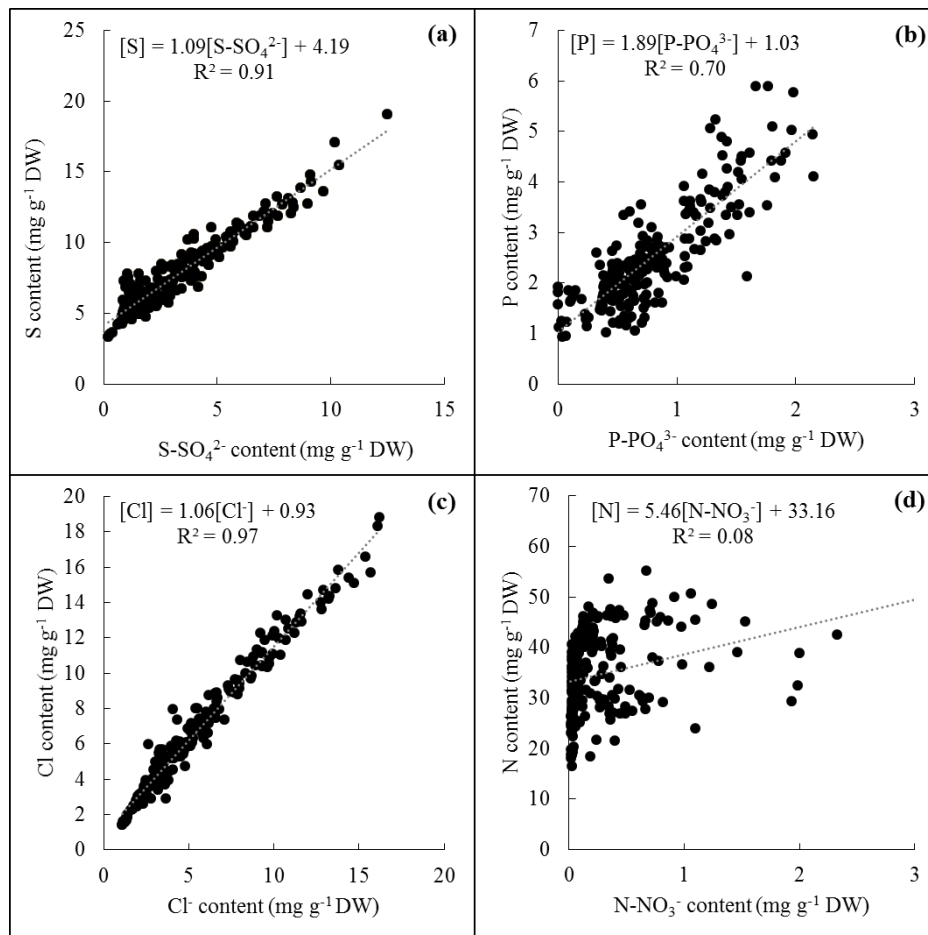 (a)
[S] = 1.09[S-SO₄²⁻] + 4.19
R² = 0.91
S content (mg g⁻¹ DW)
25
20
15
10
5
0
0 5 10 15
S-SO₄²⁻ content (mg g⁻¹ DW)
(b)
[P] = 1.89[P-PO₄³⁻] + 1.03
R² = 0.70
P content (mg g⁻¹ DW)
7
6
5
4
3
2
1
0
0 1 2 3
P-PO₄³⁻ content (mg g⁻¹ DW)
(c)
[Cl] = 1.06[Cl⁻] + 0.93
R² = 0.97
Cl content (mg g⁻¹ DW)
20
18
16
14
12
10
8
6
4
2
0
0 5 10 15 20
Cl⁻ content (mg g⁻¹ DW)
(d)
[N] = 5.46[N-NO₃⁻] + 33.16
R² = 0.08
N content (mg g⁻¹ DW)
70
60
50
40
30
20
10
0
0 1 2 3
N-NO₃⁻ content (mg g⁻¹ DW)